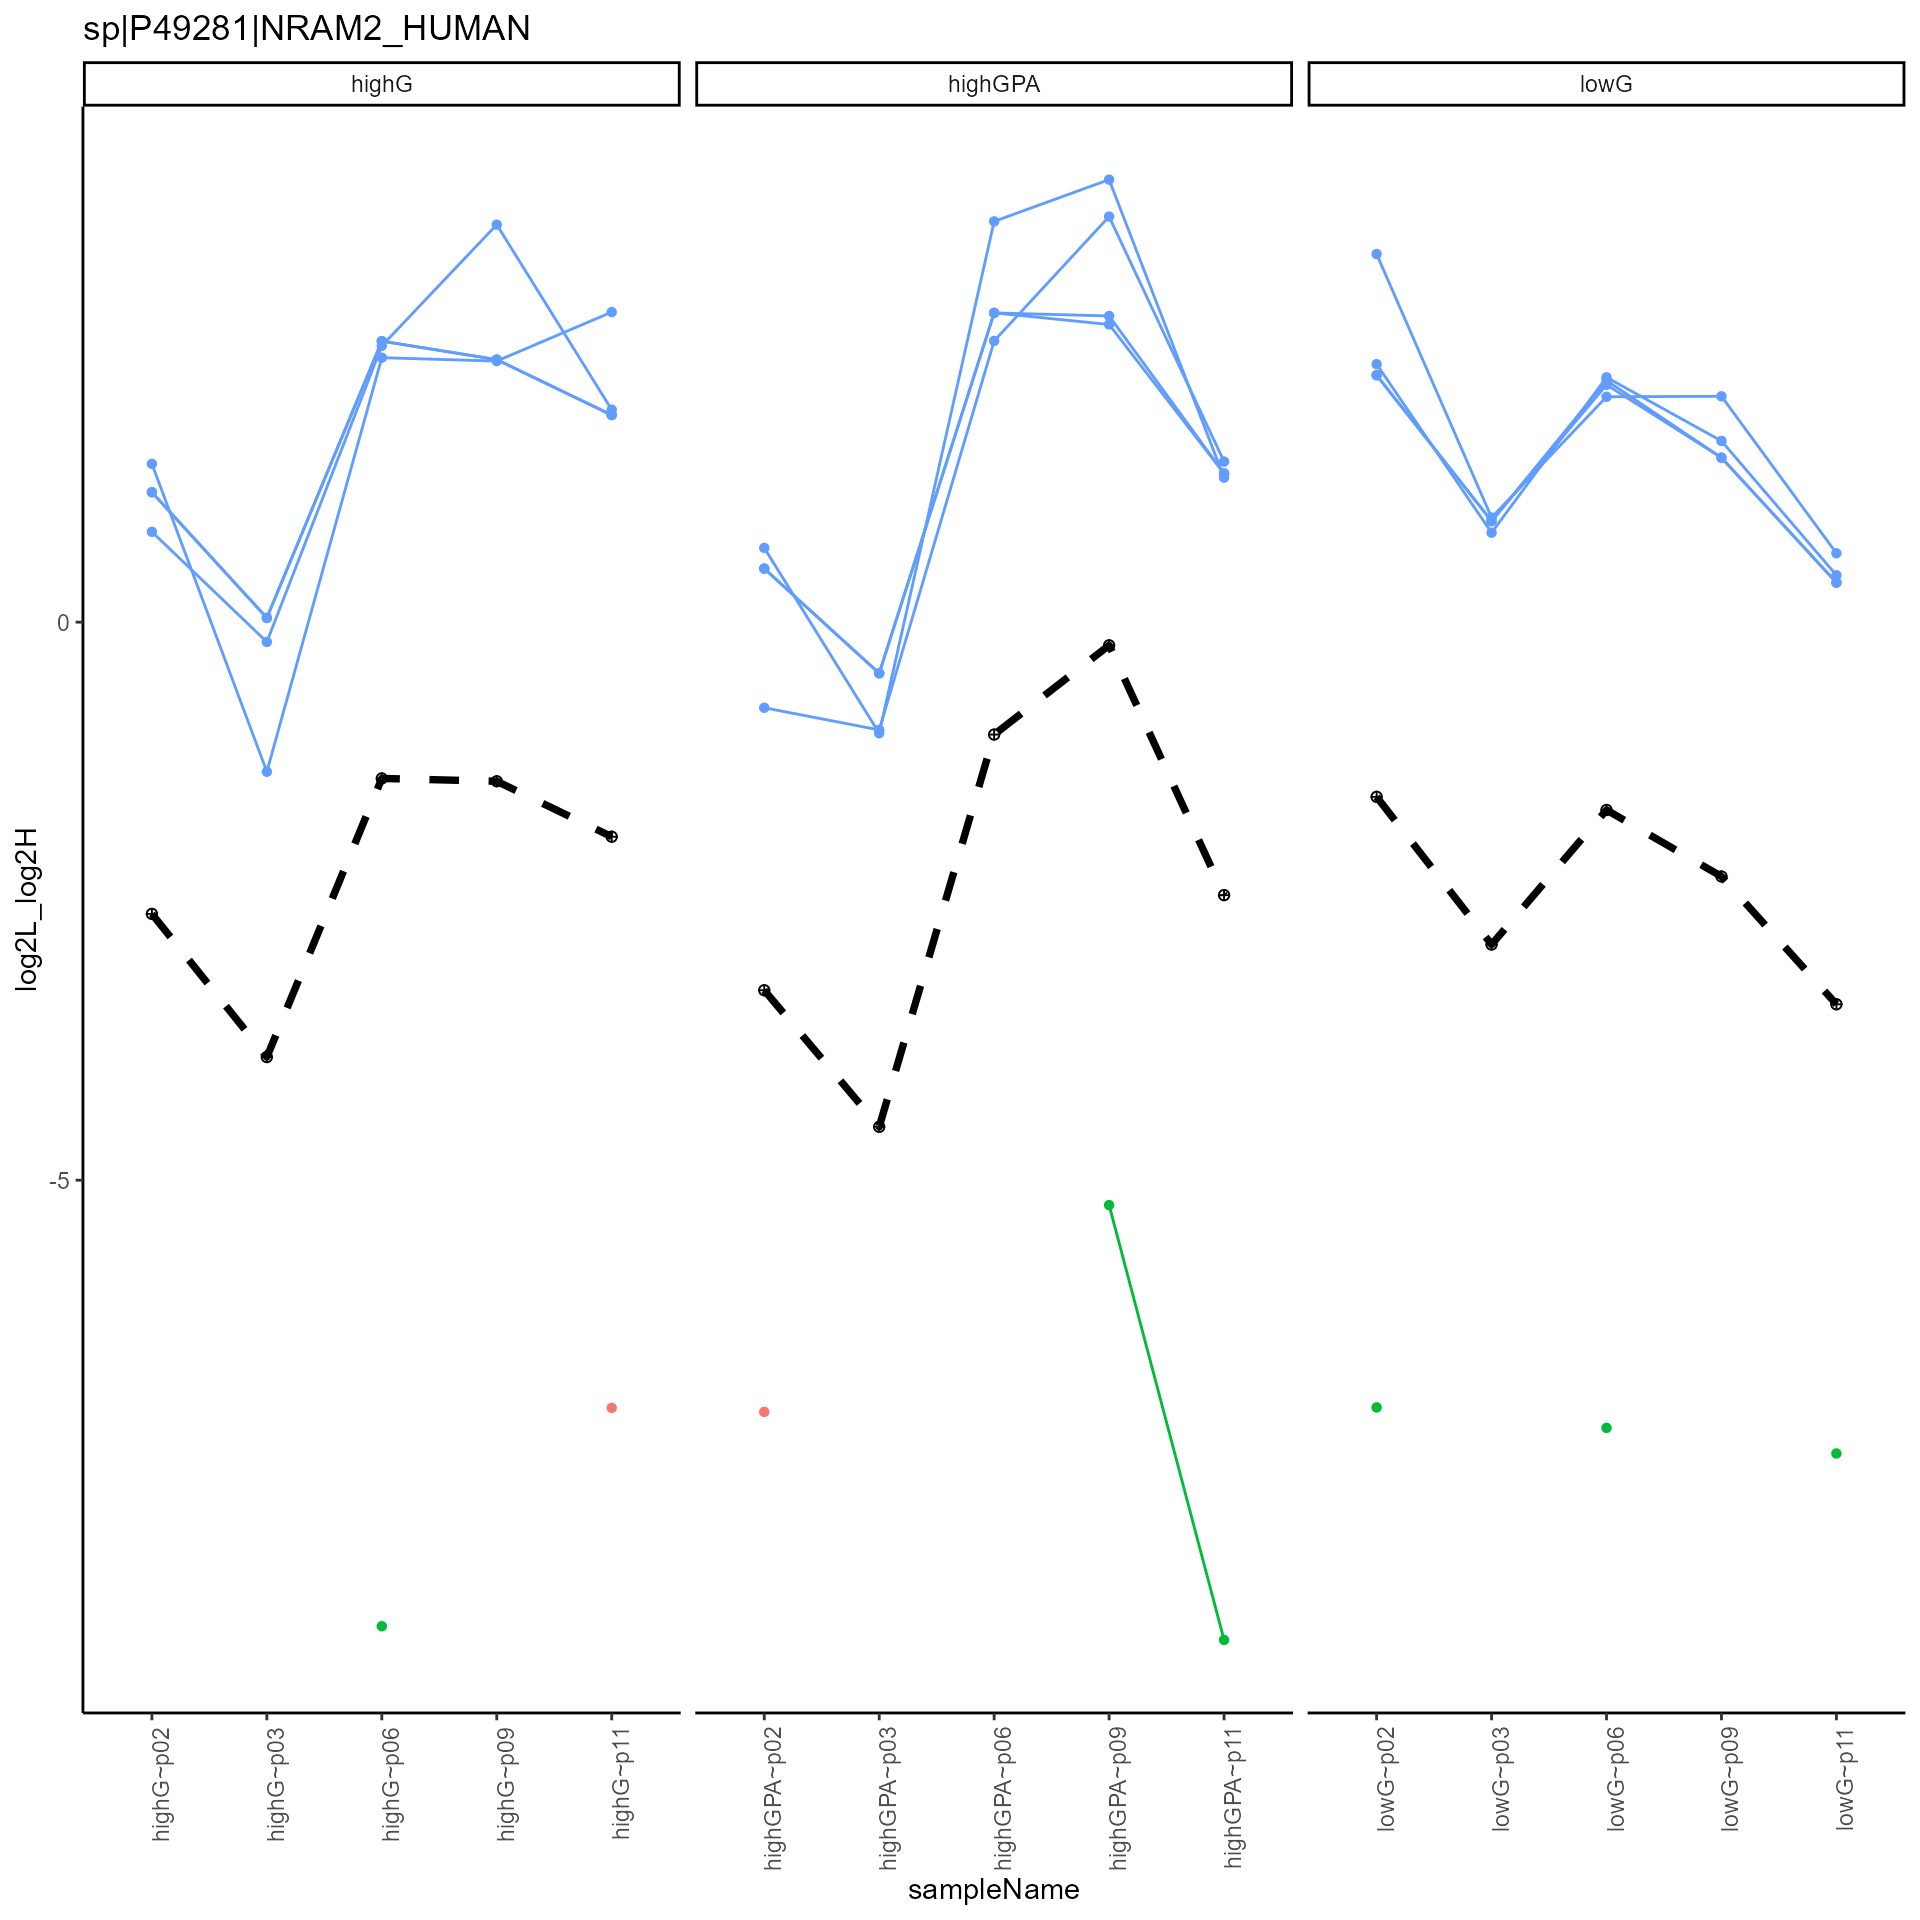 sp|P49281|NRAM2_HUMAN
highG
highGPA
lowG
log2L_log2H
0
-5
highG~p02
highG~p03
highG~p06
highG~p09
highG~p11
highGPA~p02
highGPA~p03
highGPA~p06
highGPA~p09
highGPA~p11
lowG~p02
lowG~p03
lowG~p06
lowG~p09
lowG~p11
sampleName